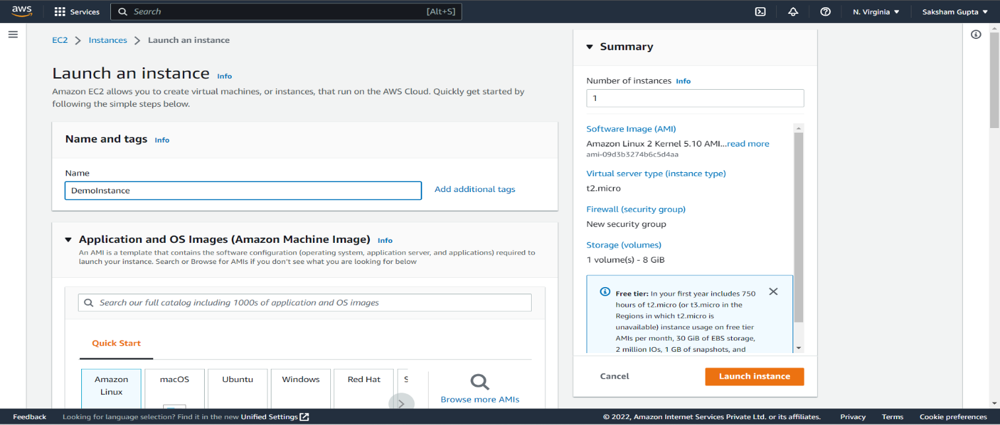 aws
Services
Search
[Alt+S]
N. Virginia
Saksham Gupta
EC2
Instances
Launch an instance
Launch an instance Info
Amazon EC2 allows you to create virtual machines, or instances, that run on the AWS Cloud. Quickly get started by
following the simple steps below.
Name and tags Info
Name
DemoInstance
Add additional tags
Application and OS Images (Amazon Machine Image) Info
An AMI is a template that contains the software configuration (operating system, application server, and applications) required to
launch your instance. Search or Browse for AMIs if you don't see what you are looking for below
Search our full catalog including 1000s of application and OS images
Quick Start
Amazon
Linux
macOS
Ubuntu
Windows
Red Hat
S
Browse more AMIs
Summary
Number of instances Info
1
Software Image (AMI)
Amazon Linux 2 Kernel 5.10 AMI...read more
ami-09d3b3274b6c5d4aa
Virtual server type (instance type)
t2.micro
Firewall (security group)
New security group
Storage (volumes)
1 volume(s) - 8 GiB
Free tier: In your first year includes 750
hours of t2.micro (or t3.micro in the
Regions in which t2.micro is
unavailable) instance usage on free tier
AMIs per month, 30 GiB of EBS storage,
2 million IOs, 1 GB of snapshots, and
Cancel
Launch instance
Feedback
Looking for language selection? Find it in the new Unified Settings
© 2022, Amazon Internet Services Private Ltd. or its affiliates.
Privacy
Terms
Cookie preferences